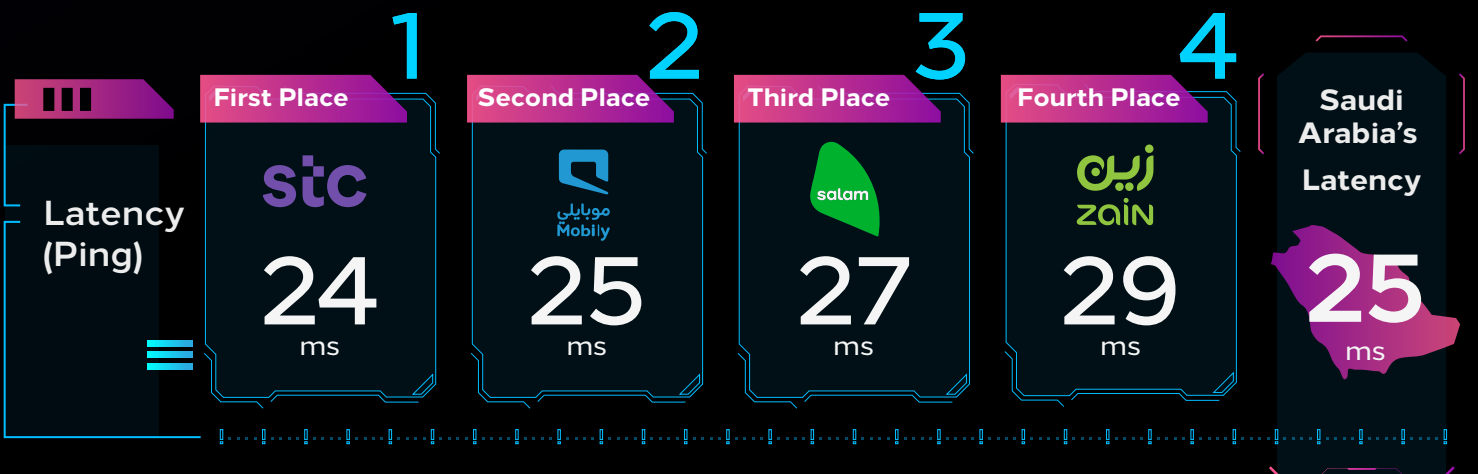 Latency
(Ping)
1
First Place
stc
24
ms
2
Second Place
موبايلي
Mobily
25
ms
3
Third Place
salam
27
ms
4
Fourth Place
زين
zain
29
ms
Saudi
Arabia's
Latency
25
ms